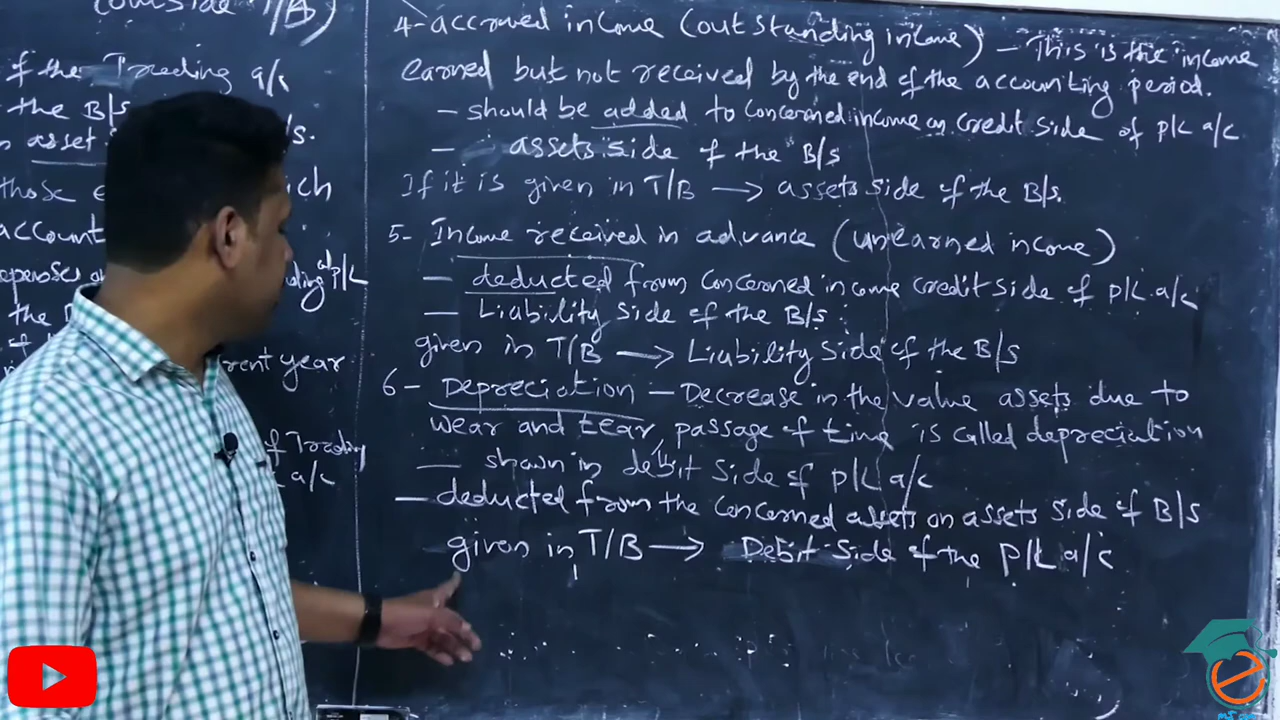 (outside T/B)
f the Trading a/c
the B/S
asset
those
ich
account
expenses
P/L
the
rent year
of Trading
a/c
4- accrued income (outstanding income) - This is the income
earned but not received by the end of the accounting period.
- should be added to concerned income on credit side of P/L a/c
- assets side of the B/S
If it is given in T/B → assets side of the B/S.
5- Income received in advance (unearned income)
- deducted from concerned income credit side of P/L a/c
- Liability side of the B/S
given in T/B → Liability side of the B/S
6- Depreciation - Decrease in the value assets due to
wear and tear, passage of time is called depreciation
- shown in debit side of P/L a/c
- deducted from the concerned assets on assets side of B/S
given in T/B → Debit side of the P/L a/c